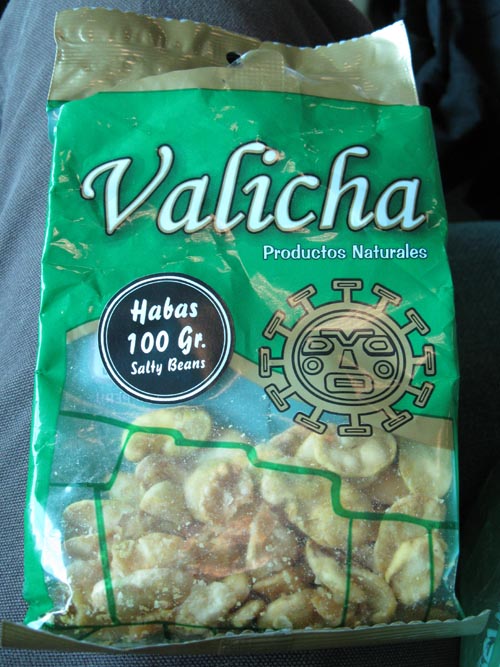 Valicha
Productos Naturales
Habas
100 Gr.
Salty Beans